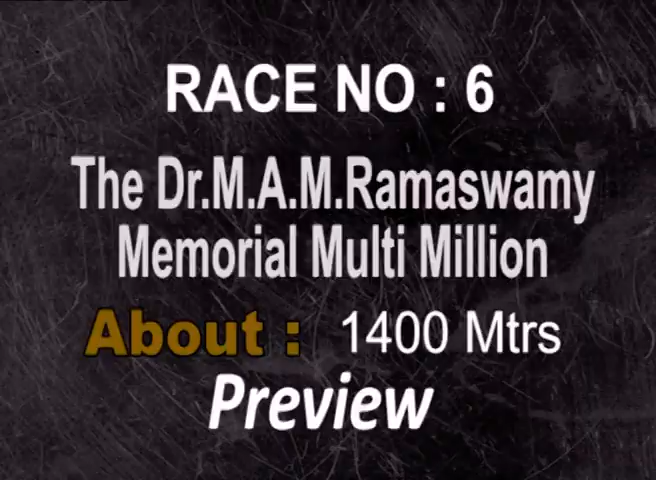 RACE NO : 6
The Dr.M.A.M.Ramaswamy
Memorial Multi Million
About : 1400 Mtrs
Preview